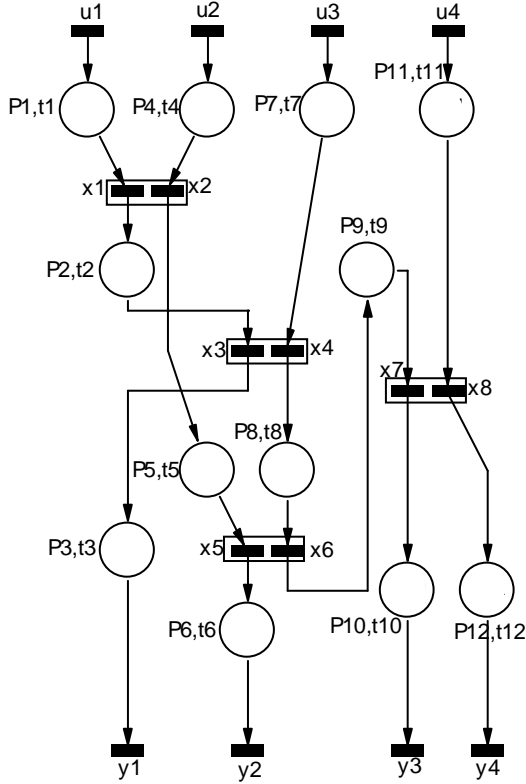 u1 u2 u3 u4
P1,t1 P4,t4 P7,t7 P11,t11
x1 x2
P2,t2 P9,t9
x3 x4 x7 x8
P5,t5 P8,t8
P3,t3 x5 x6
P6,t6 P10,t10 P12,t12
y1 y2 y3 y4